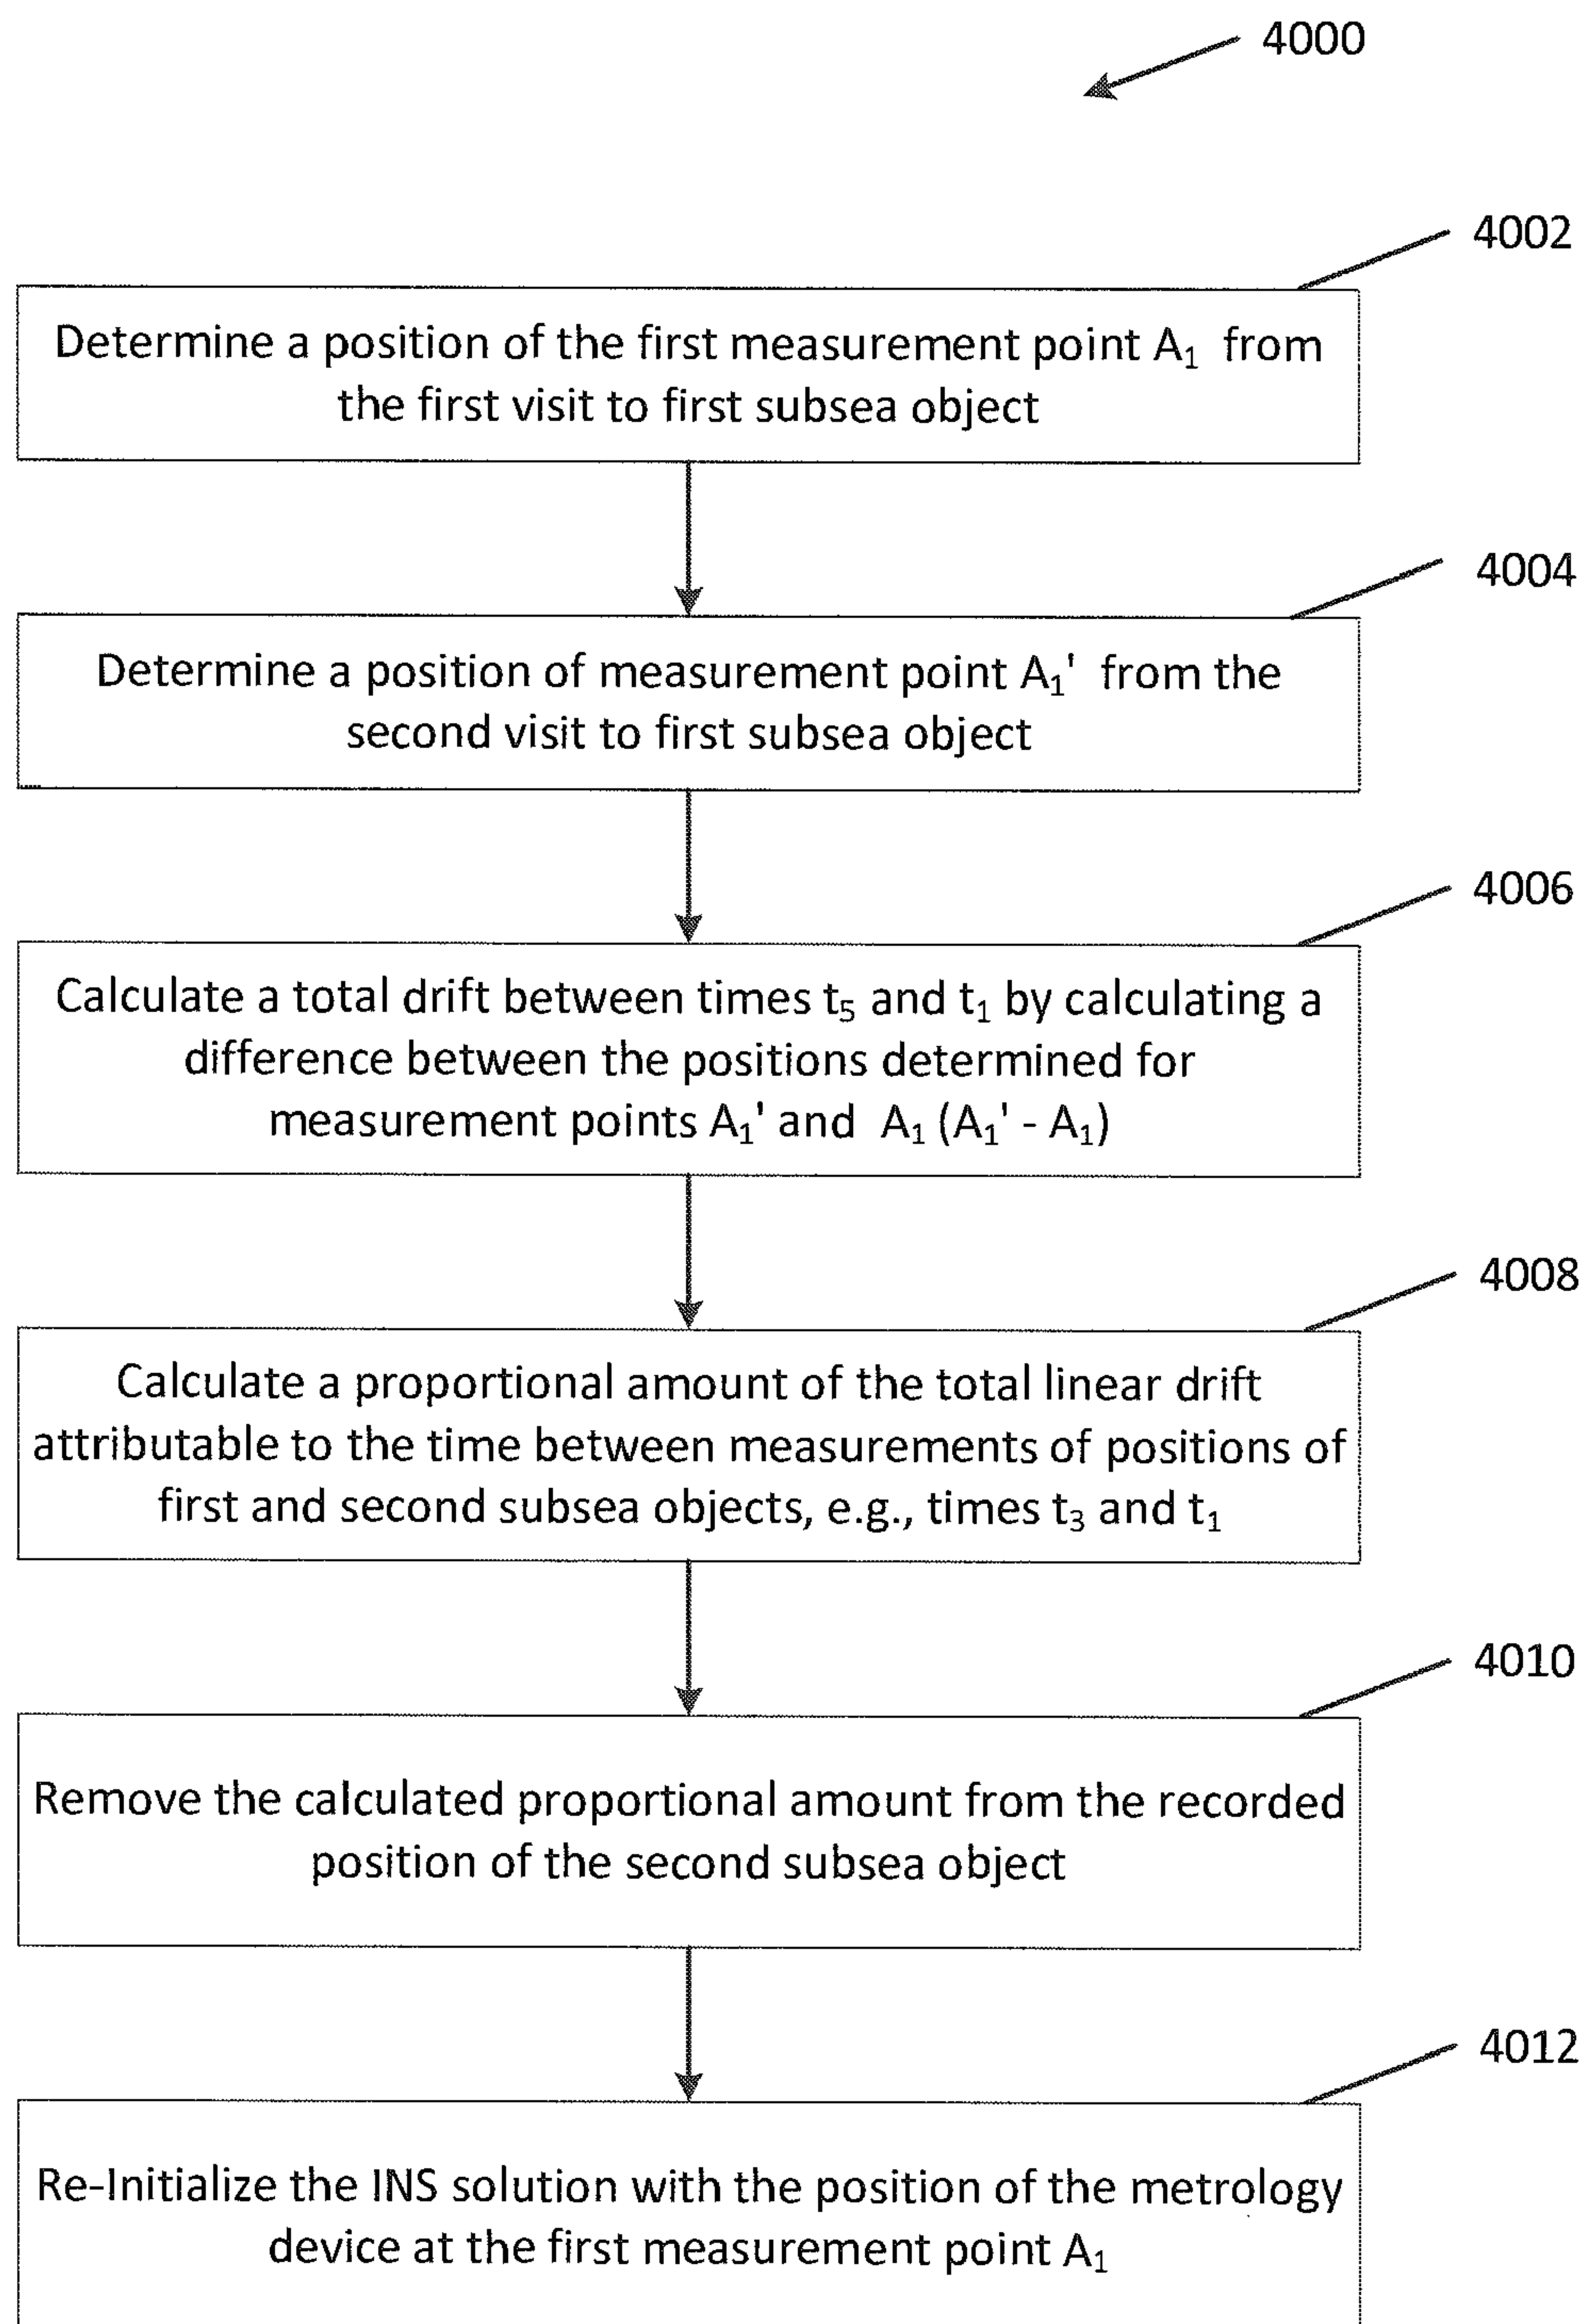 4000
4002
Determine a position of the first measurement point A₁ from
the first visit to first subsea object
4004
Determine a position of measurement point A₁' from the
second visit to first subsea object
4006
Calculate a total drift between times t₅ and t₁ by calculating a
difference between the positions determined for
measurement points A₁' and A₁ (A₁' - A₁)
4008
Calculate a proportional amount of the total linear drift
attributable to the time between measurements of positions of
first and second subsea objects, e.g., times t₃ and t₁
4010
Remove the calculated proportional amount from the recorded
position of the second subsea object
4012
Re-Initialize the INS solution with the position of the metrology
device at the first measurement point A₁